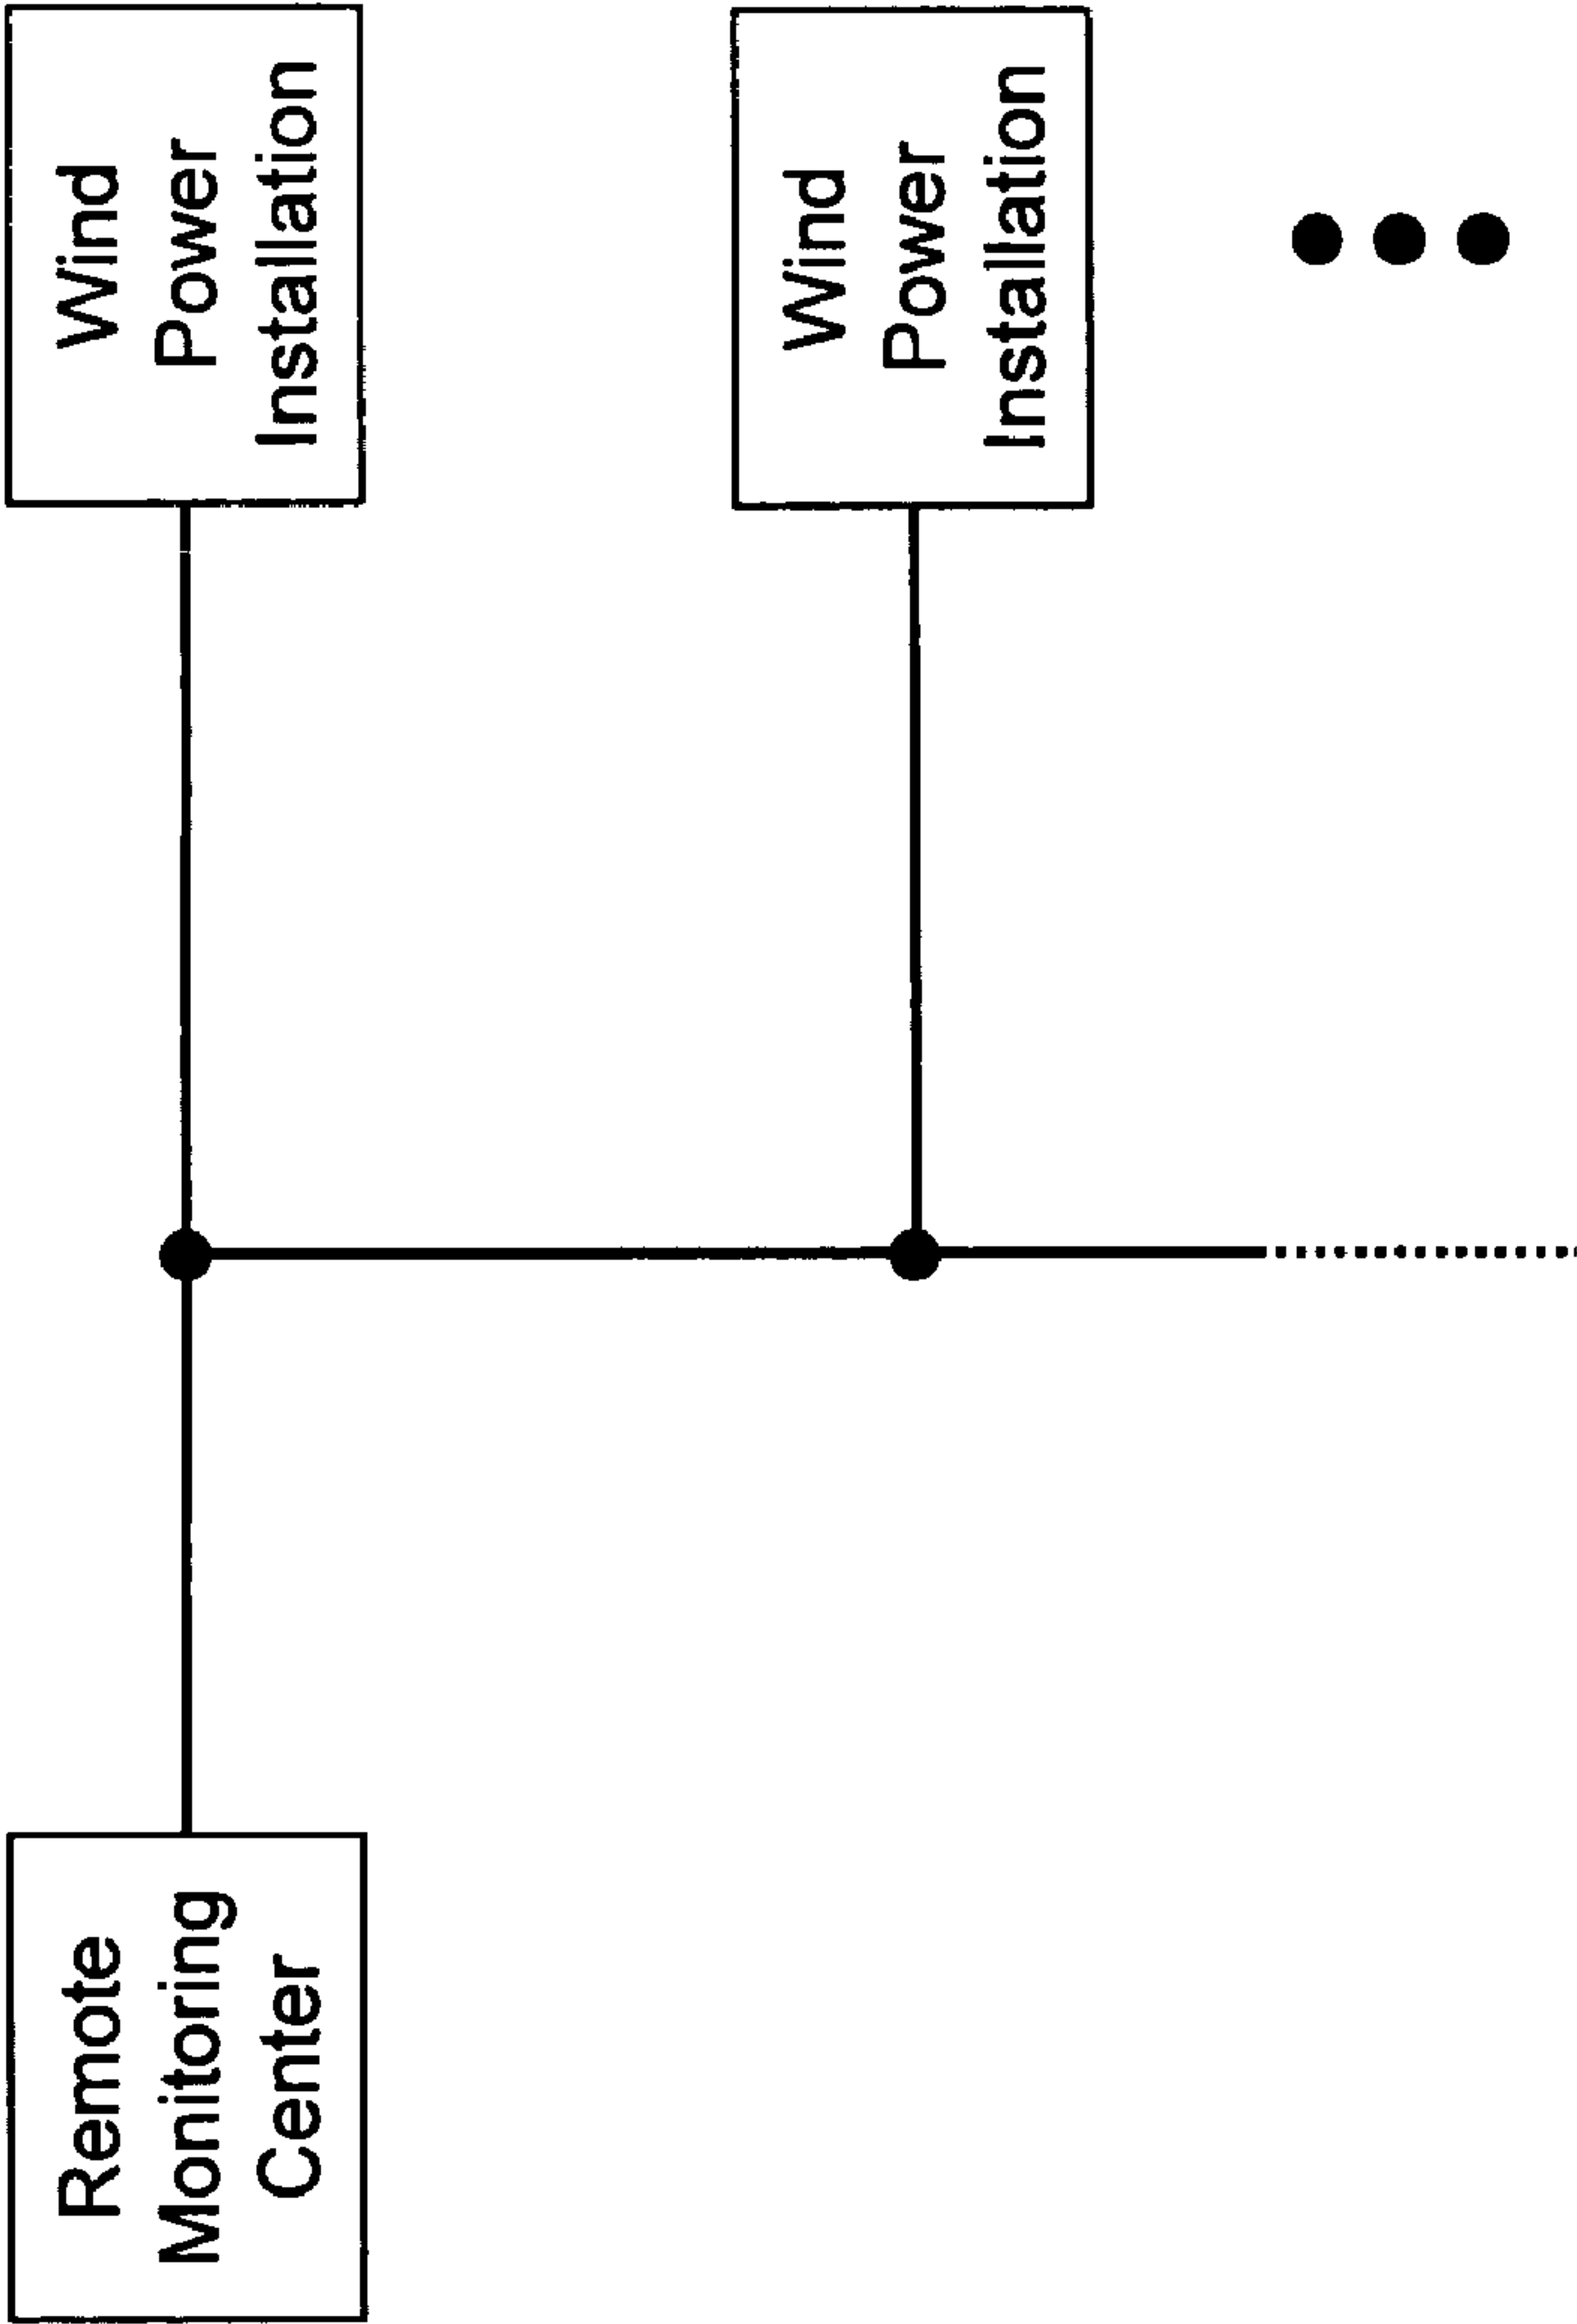 Remote
Monitoring
Center
Wind
Power
Installation
Wind
Power
Installation